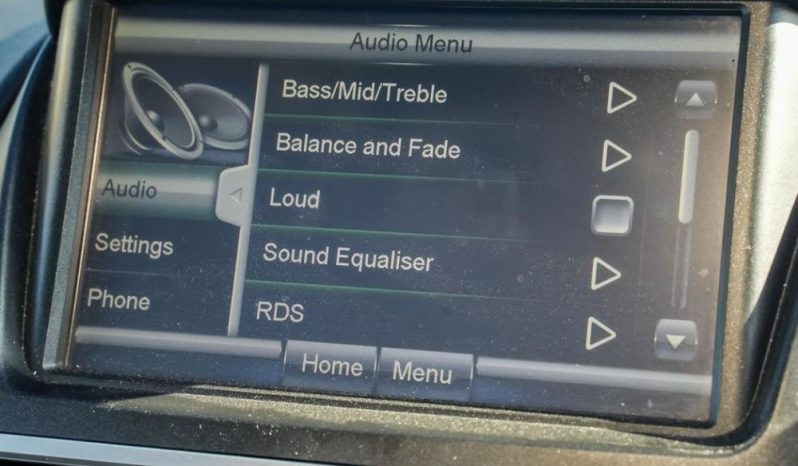 Audio Menu
Bass/Mid/Treble
Balance and Fade
Audio
Loud
Settings
Sound Equaliser
Phone
RDS
Home
Menu